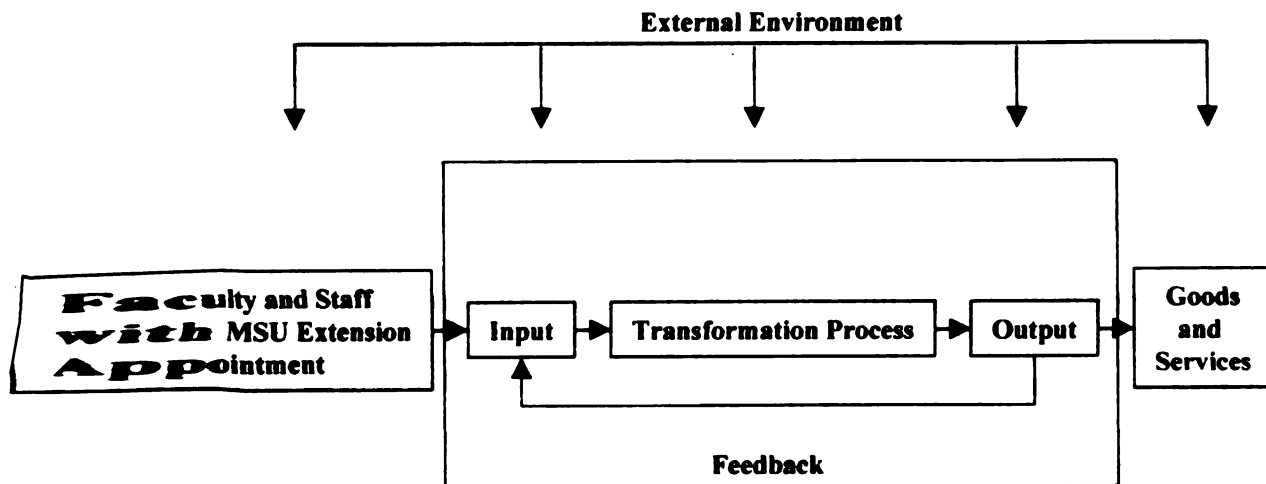 External Environment
Faculty and Staff
with MSU Extension
Appointment
Input
Transformation Process
Output
Goods
and
Services
Feedback